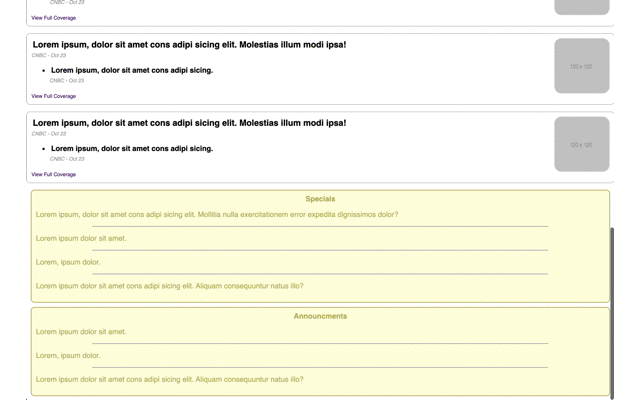 CNBC - Oct 23
View Full Coverage
Lorem ipsum, dolor sit amet cons adipi sicing elit. Molestias illum modi ipsa!
CNBC - Oct 23
Lorem ipsum, dolor sit amet cons adipi sicing.
CNBC - Oct 23
View Full Coverage
120 x 120
Lorem ipsum, dolor sit amet cons adipi sicing elit. Molestias illum modi ipsa!
CNBC - Oct 23
Lorem ipsum, dolor sit amet cons adipi sicing.
CNBC - Oct 23
View Full Coverage
120 x 120
Specials
Lorem ipsum, dolor sit amet cons adipi sicing elit. Mollitia nulla exercitationem error expedita dignissimos dolor?
Lorem ipsum dolor sit amet.
Lorem, ipsum dolor.
Lorem ipsum dolor sit amet cons adipi sicing elit. Aliquam consequuntur natus illo?
Announcments
Lorem ipsum dolor sit amet.
Lorem, ipsum dolor.
Lorem ipsum dolor sit amet cons adipi sicing elit. Aliquam consequuntur natus illo?